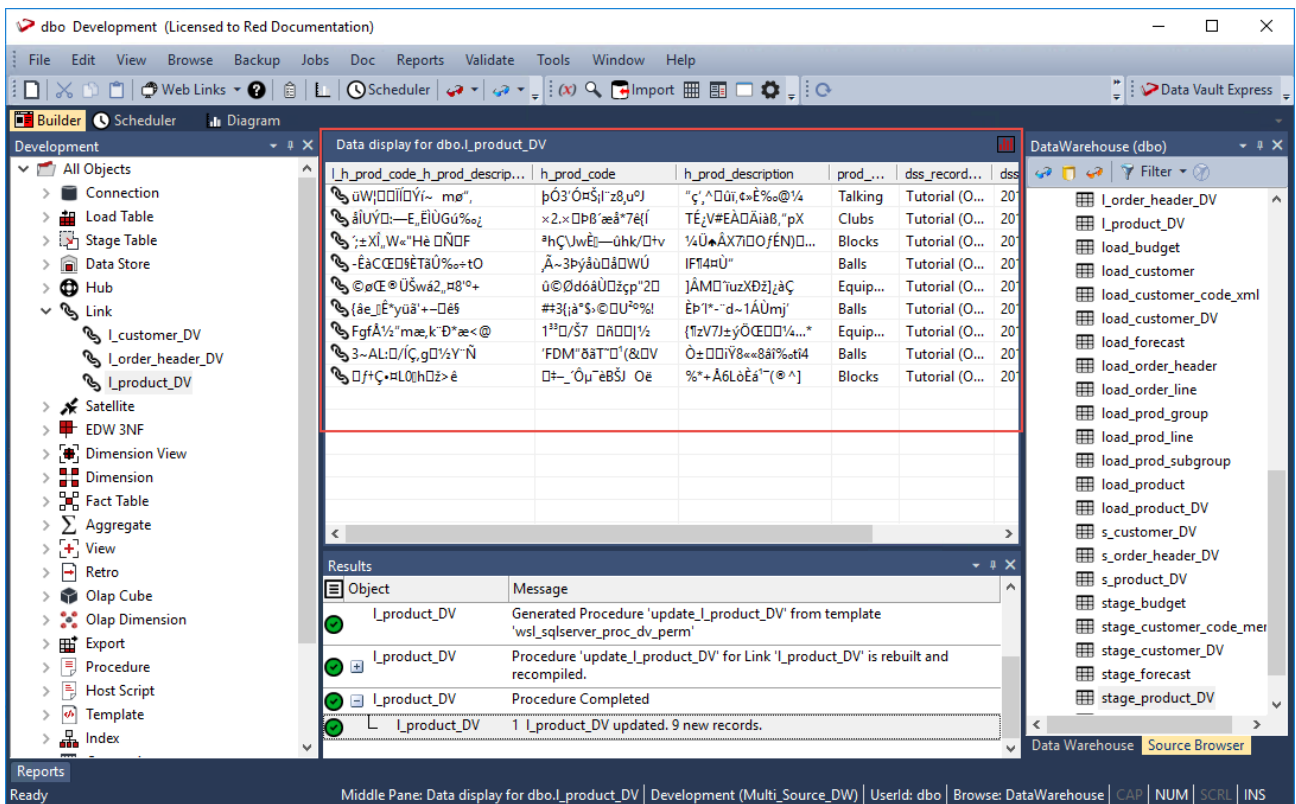 dbo Development (Licensed to Red Documentation)
File Edit View Browse Backup Jobs Doc Reports Validate Tools Window Help
Web Links Scheduler Import Data Vault Express
Builder Scheduler Diagram
Development
All Objects
Connection
Load Table
Stage Table
Data Store
Hub
Link
l_customer_DV
l_order_header_DV
l_product_DV
Satellite
EDW 3NF
Dimension View
Dimension
Fact Table
Aggregate
View
Retro
Olap Cube
Olap Dimension
Export
Procedure
Host Script
Template
Index
Data display for dbo.l_product_DV
l_h_prod_code_h_prod_descrip... h_prod_code h_prod_description prod_... dss_record... dss
Talking Tutorial (O...
Clubs Tutorial (O...
Blocks Tutorial (O...
Balls Tutorial (O...
Equip... Tutorial (O...
Balls Tutorial (O...
Equip... Tutorial (O...
Balls Tutorial (O...
Blocks Tutorial (O...
Results
Object Message
l_product_DV Generated Procedure 'update_l_product_DV' from template
'wsl_sqlserver_proc_dv_perm'
l_product_DV Procedure 'update_l_product_DV' for Link 'l_product_DV' is rebuilt and
recompiled.
l_product_DV Procedure Completed
l_product_DV 1 l_product_DV updated. 9 new records.
DataWarehouse (dbo)
Filter
l_order_header_DV
l_product_DV
load_budget
load_customer
load_customer_code_xml
load_customer_DV
load_forecast
load_order_header
load_order_line
load_prod_group
load_prod_line
load_prod_subgroup
load_product
load_product_DV
s_customer_DV
s_order_header_DV
s_product_DV
stage_budget
stage_customer_code_mer
stage_customer_DV
stage_forecast
stage_product_DV
Data Warehouse Source Browser
Reports
Ready Middle Pane: Data display for dbo.l_product_DV Development (Multi_Source_DW) UserId: dbo Browse: DataWarehouse CAP NUM SCRL INS